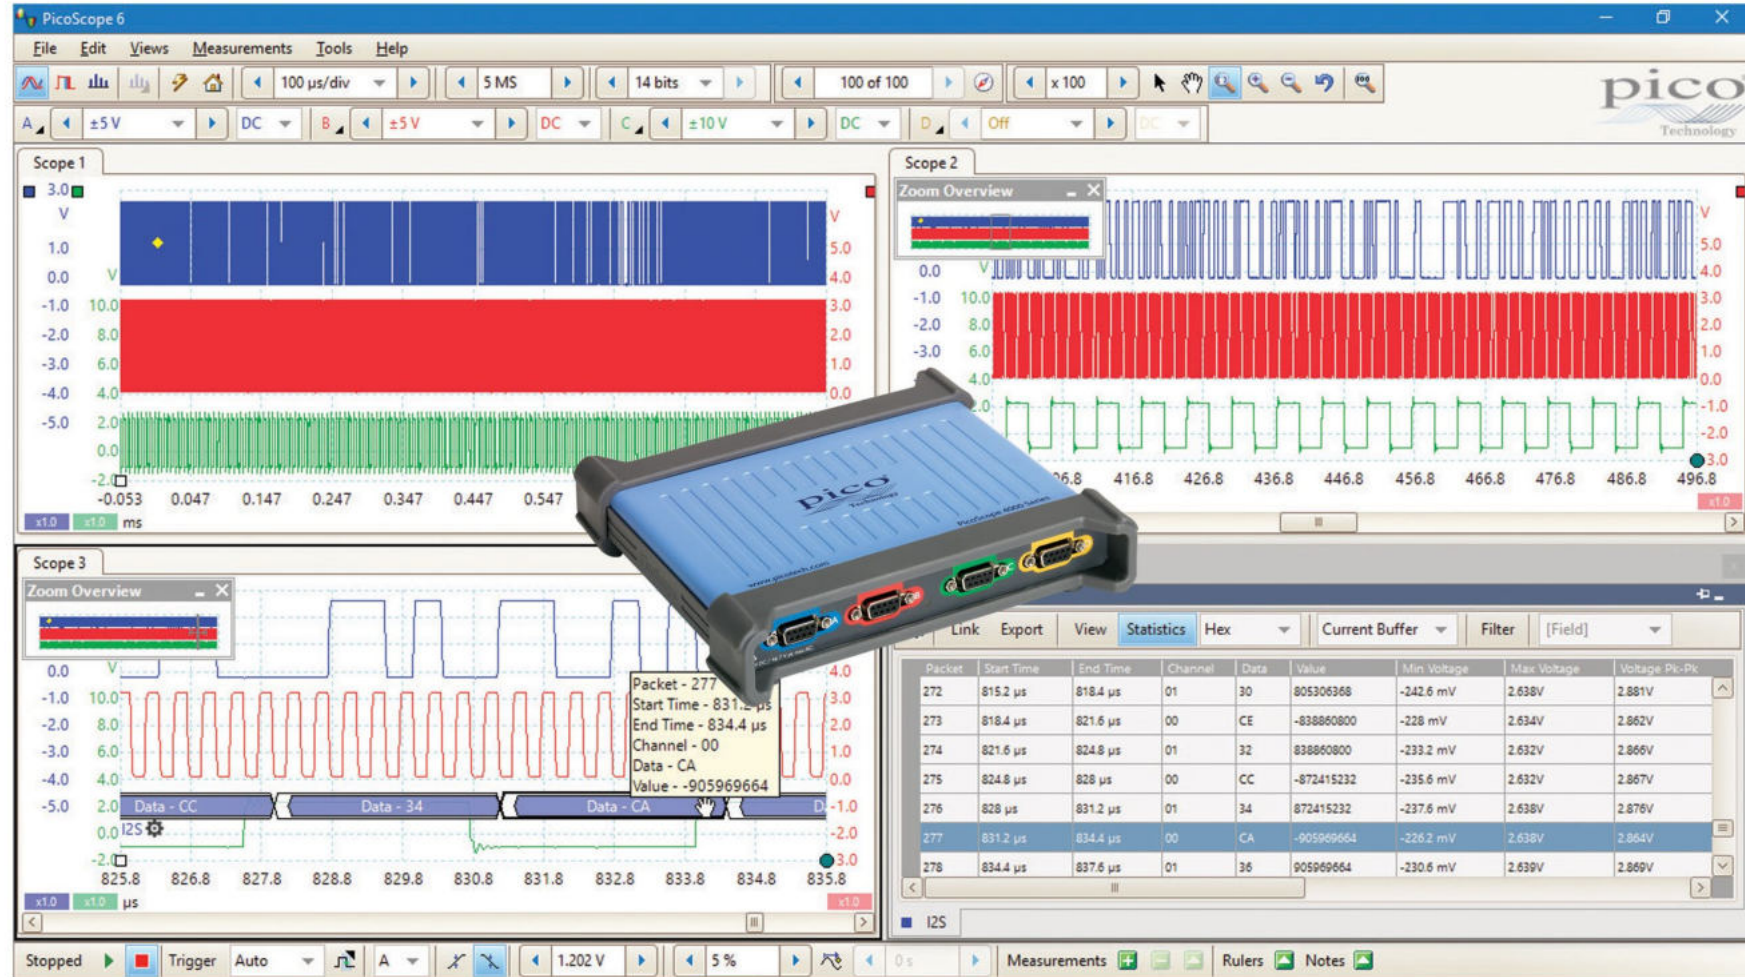 PicoScope 6
File Edit Views Measurements Tools Help
100 µs/div 5 MS 14 bits 100 of 100 x 100
pico
Technology
A ±5 V DC B ±5 V DC C ±10 V DC D Off DC
Scope 1
3.0
V V
1.0 5.0
0.0 V 4.0
-1.0 10.0 3.0
-2.0 8.0 2.0
-3.0 6.0 1.0
-4.0 4.0 0.0
-5.0 2.0
0.0
-2.0
-0.053 0.047 0.147 0.247 0.347 0.447 0.547
x1.0 x1.0 ms
Scope 2
Zoom Overview
V
5.0
0.0 V 4.0
-1.0 10.0 3.0
-2.0 8.0 2.0
-3.0 6.0 1.0
4.0 0.0
2.0 -1.0
-2.0
3.0
6.8 416.8 426.8 436.8 446.8 456.8 466.8 476.8 486.8 496.8
x1.0
pico
Technology
PicoScope 4000 Series
www.picotech.com
A B C
Scope 3
Zoom Overview
0.0 V 4.0
-1.0 10.0 3.0
-2.0 8.0 2.0
-3.0 6.0 1.0
-4.0 4.0 0.0
-5.0 2.0 Data - CC Data - 34 Data - CA D -1.0
0.0 I2S -2.0
-2.0 3.0
825.8 826.8 827.8 828.8 829.8 830.8 831.8 832.8 833.8 834.8 835.8
x1.0 x1.0 µs x1.0
Packet - 277
Start Time - 831.2 µs
End Time - 834.4 µs
Channel - 00
Data - CA
Value - -905969664
Link Export View Statistics Hex Current Buffer Filter [Field]
Packet Start Time End Time Channel Data Value Min Voltage Max Voltage Voltage Pk-Pk
272 815.2 µs 818.4 µs 01 30 805306368 -242.6 mV 2.638V 2.881V
273 818.4 µs 821.6 µs 00 CE -838860800 -228 mV 2.634V 2.862V
274 821.6 µs 824.8 µs 01 32 838860800 -233.2 mV 2.632V 2.866V
275 824.8 µs 828 µs 00 CC -872415232 -235.6 mV 2.632V 2.867V
276 828 µs 831.2 µs 01 34 872415232 -237.6 mV 2.638V 2.876V
277 831.2 µs 834.4 µs 00 CA -905969664 -226.2 mV 2.638V 2.864V
278 834.4 µs 837.6 µs 01 36 905969664 -230.6 mV 2.639V 2.869V
I2S
Stopped Trigger Auto A 1.202 V 5 % 0 s Measurements Rulers Notes